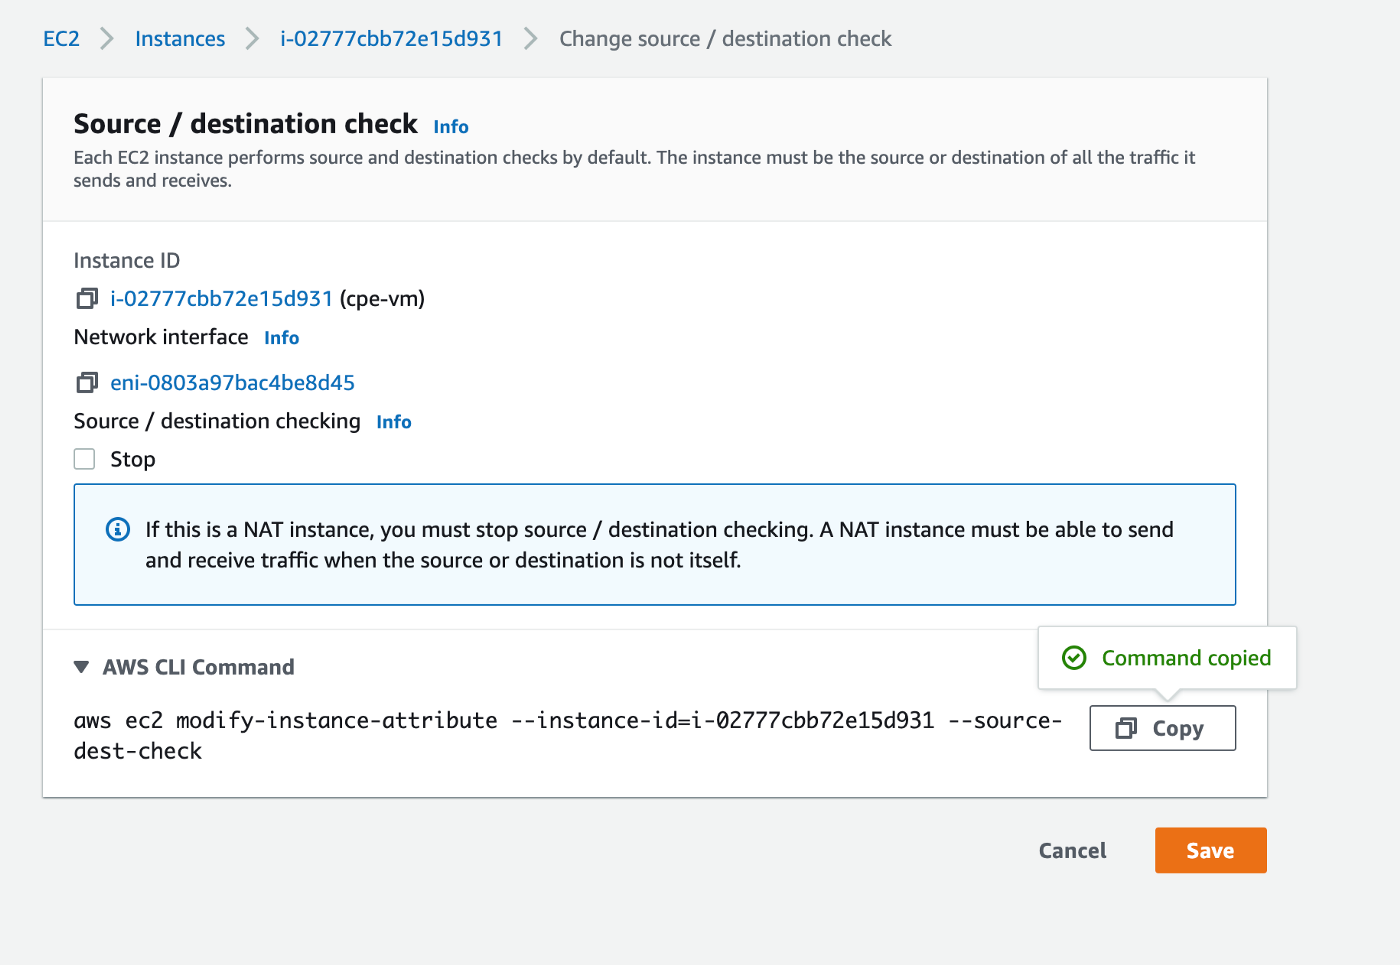 EC2 > Instances > i-02777cbb72e15d931 > Change source / destination check
Source / destination check Info
Each EC2 instance performs source and destination checks by default. The instance must be the source or destination of all the traffic it
sends and receives.
Instance ID
i-02777cbb72e15d931 (cpe-vm)
Network interface Info
eni-0803a97bac4be8d45
Source / destination checking Info
Stop
If this is a NAT instance, you must stop source / destination checking. A NAT instance must be able to send
and receive traffic when the source or destination is not itself.
Command copied
AWS CLI Command
aws ec2 modify-instance-attribute --instance-id=i-02777cbb72e15d931 --source-
dest-check
Copy
Cancel Save